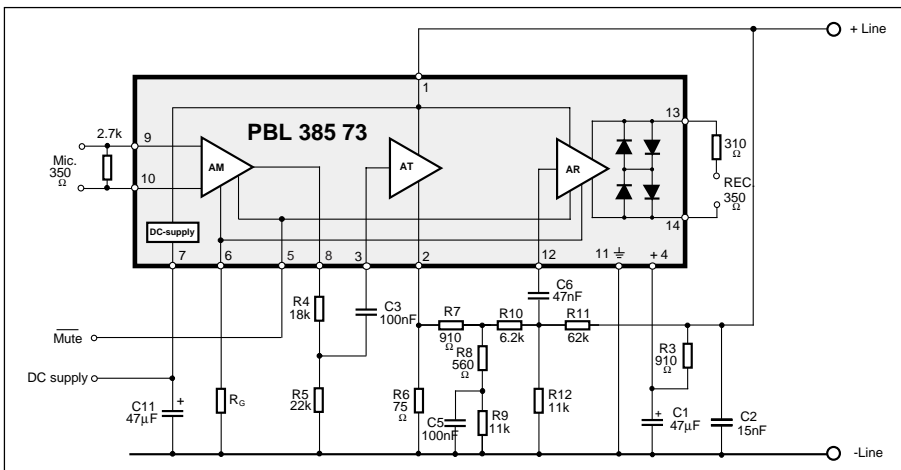 + Line
1
PBL 385 73
13
2.7k
9
310
Ω
Mic.
350
Ω
AM
AT
AR
REC.
350
Ω
10
14
DC-supply
7
6
5
8
3
2
12
11
+ 4
C6
47nF
R4
18k
C3
100nF
R7
910
Ω
R10
6.2k
R11
62k
Mute
R8
560
Ω
R3
910
Ω
DC supply
C11
47µF
+
RG
R5
22k
R6
75
Ω
C5
100nF
R9
11k
R12
11k
+
C1
47µF
C2
15nF
-Line